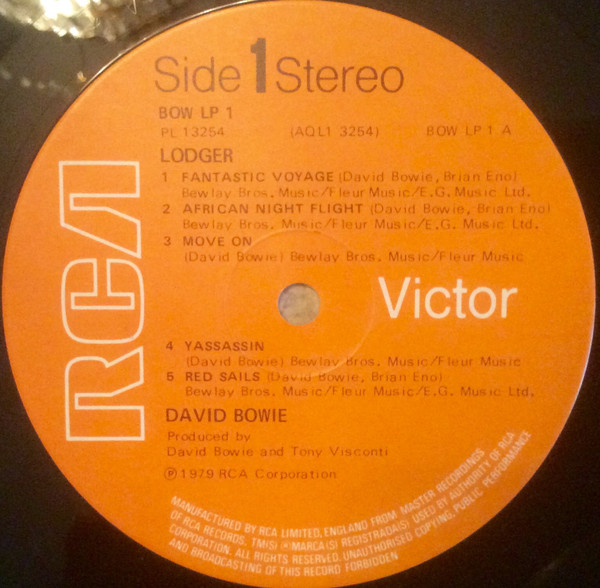 Side 1 Stereo
BOW LP 1
PL 13254 (AQL1 3254) BOW LP 1 A
LODGER
1 FANTASTIC VOYAGE (David Bowie, Brian Eno)
Bewlay Bros. Music/Fleur Music/E.G. Music Ltd.
2 AFRICAN NIGHT FLIGHT (David Bowie, Brian Eno)
Bewlay Bros. Music/Fleur Music/E.G. Music Ltd.
3 MOVE ON
(David Bowie) Bewlay Bros. Music/Fleur Music
RCA
Victor
4 YASSASSIN
(David Bowie) Bewlay Bros. Music/Fleur Music
5 RED SAILS (David Bowie, Brian Eno)
Bewlay Bros. Music/Fleur Music/E.G. Music Ltd.
DAVID BOWIE
Produced by
David Bowie and Tony Visconti
℗ 1979 RCA Corporation
MANUFACTURED BY RCA LIMITED, ENGLAND FROM MASTER RECORDINGS
OF RCA RECORDS. TM(S) ® MARCA(S) REGISTRADA(S) USED BY AUTHORITY OF RCA
CORPORATION. ALL RIGHTS RESERVED. UNAUTHORISED COPYING, PUBLIC PERFORMANCE
AND BROADCASTING OF THIS RECORD FORBIDDEN